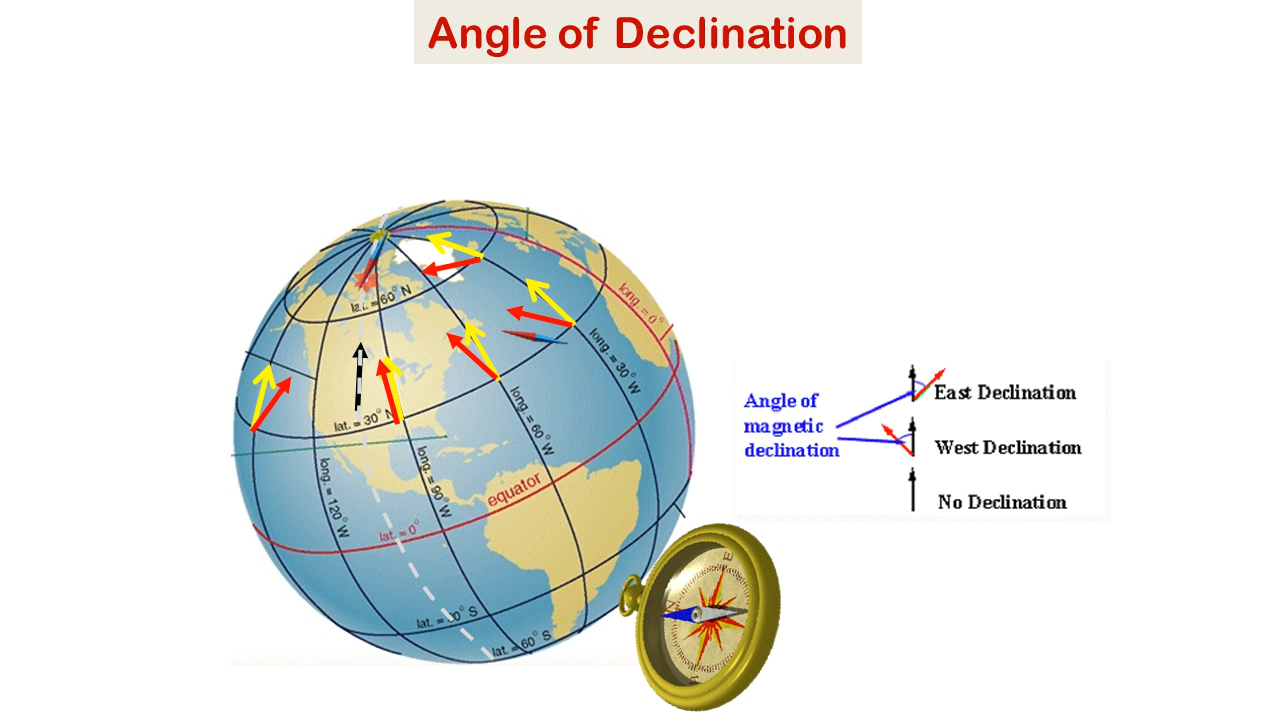 Angle of Declination
long. = 0°
lat. = 60° N
long. = 30° W
lat. = 30° N
long. = 60° W
long. = 90° W
long. = 120° W
equator
lat. = 0°
lat. = 30° S
lat. = 60° S
Angle of
magnetic
declination
East Declination
West Declination
No Declination
E
N